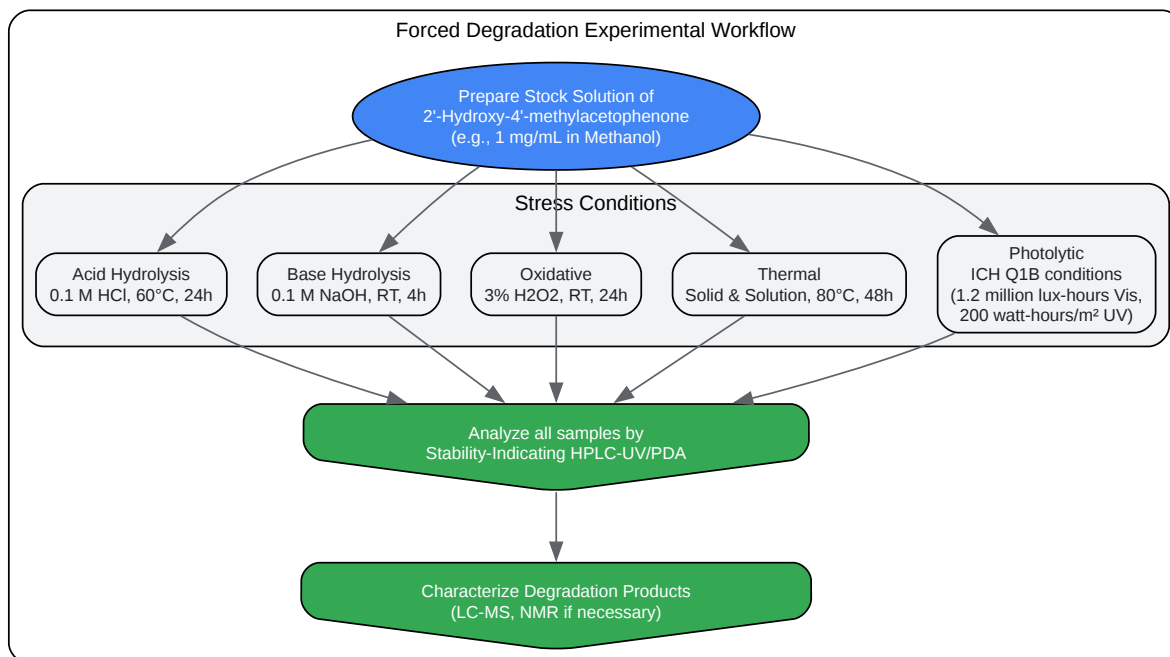 Forced Degradation Experimental Workflow
Prepare Stock Solution of
2'-Hydroxy-4'-methylacetophenone
(e.g., 1 mg/mL in Methanol)
Stress Conditions
Acid Hydrolysis
0.1 M HCl, 60°C, 24h
Base Hydrolysis
0.1 M NaOH, RT, 4h
Oxidative
3% H2O2, RT, 24h
Thermal
Solid & Solution, 80°C, 48h
Photolytic
ICH Q1B conditions
(1.2 million lux-hours Vis,
200 watt-hours/m² UV)
Analyze all samples by
Stability-Indicating HPLC-UV/PDA
Characterize Degradation Products
(LC-MS, NMR if necessary)